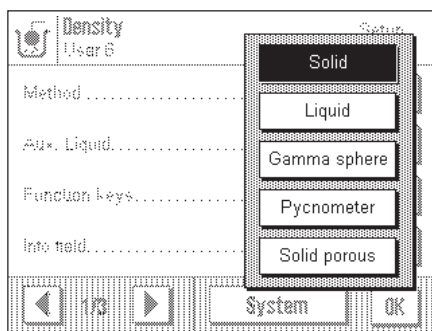 Density
User 6
Setup
Method
Aux. Liquid
Function keys
Info field
Solid
Liquid
Gamma sphere
Pycnometer
Solid porous
1/3
System
OK